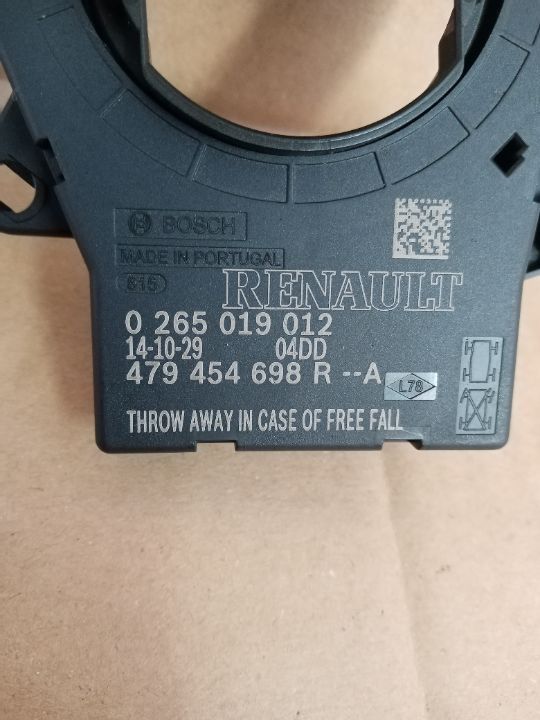 BOSCH
MADE IN PORTUGAL
815
RENAULT
0 265 019 012
14-10-29 04DD
479 454 698 R --A
L78
THROW AWAY IN CASE OF FREE FALL